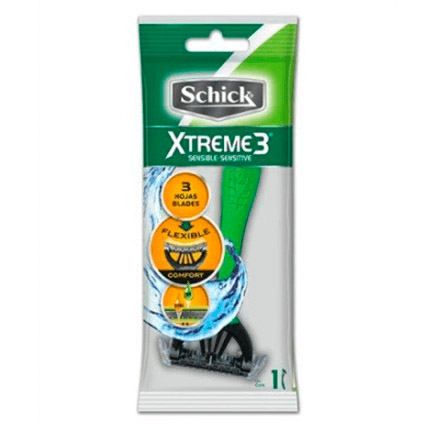 Schick
XTREME3
SENSIBLE·SENSITIVE
3
HOJAS
BLADES
FLEXIBLE
COMFORT
1